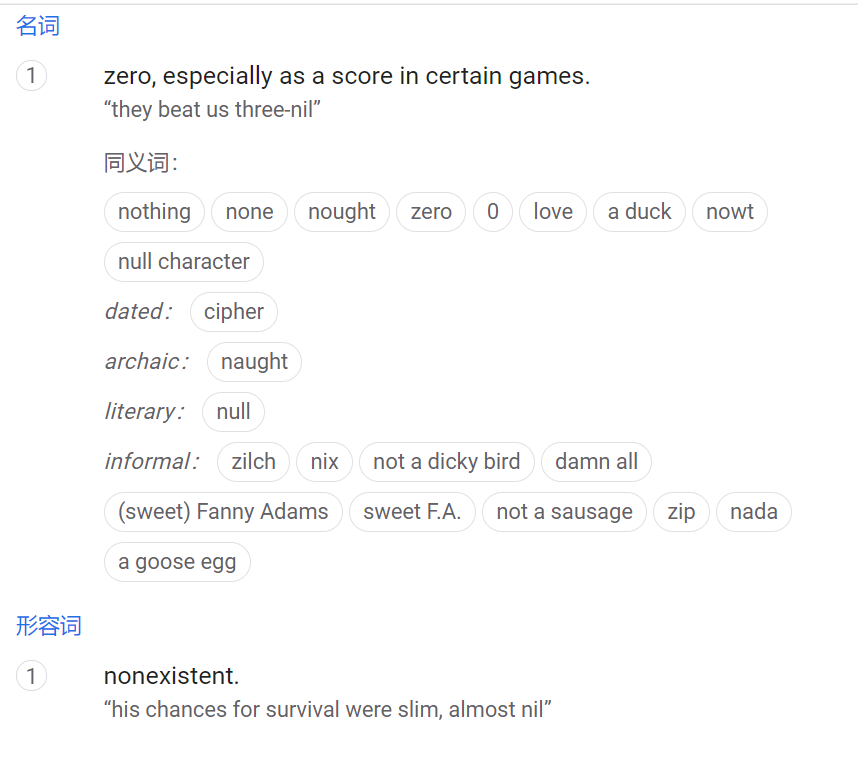 名词
1 zero, especially as a score in certain games.
“they beat us three-nil”
同义词：
nothing none nought zero 0 love a duck nowt
null character
dated： cipher
archaic： naught
literary： null
informal： zilch nix not a dicky bird damn all
(sweet) Fanny Adams sweet F.A. not a sausage zip nada
a goose egg
形容词
1 nonexistent.
“his chances for survival were slim, almost nil”